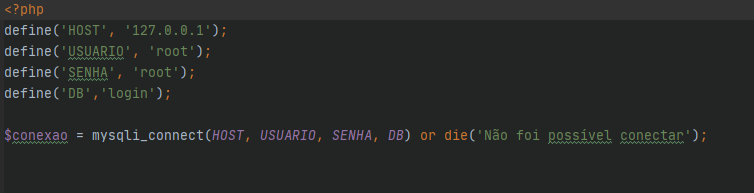 <?php
define('HOST', '127.0.0.1');
define('USUARIO', 'root');
define('SENHA', 'root');
define('DB','login');
$conexao = mysqli_connect(HOST, USUARIO, SENHA, DB) or die('Não foi possivel conectar');